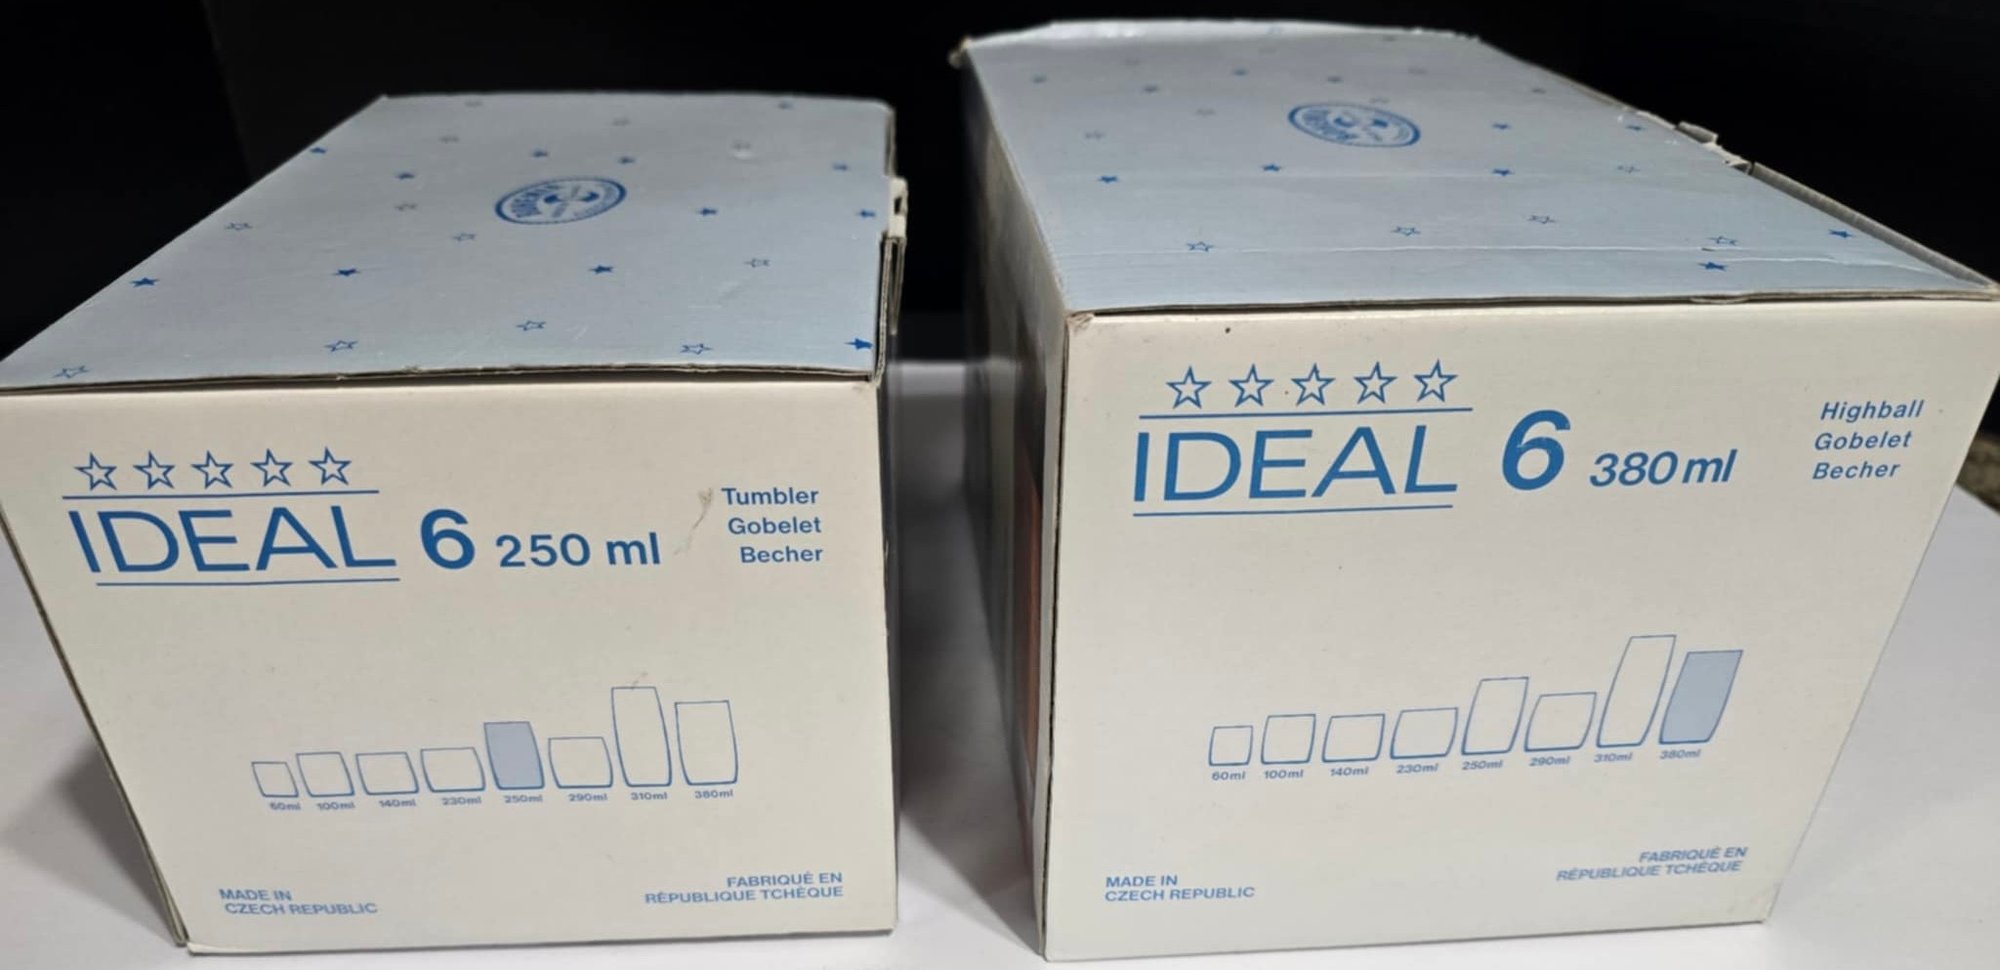 IDEAL 6 250 ml
Tumbler
Gobelet
Becher
60ml 100ml 140ml 230ml 250ml 290ml 310ml 380ml
MADE IN
CZECH REPUBLIC
FABRIQUÉ EN
RÉPUBLIQUE TCHÈQUE
IDEAL 6 380 ml
Highball
Gobelet
Becher
60ml 100ml 140ml 230ml 250ml 290ml 310ml 380ml
MADE IN
CZECH REPUBLIC
FABRIQUÉ EN
RÉPUBLIQUE TCHÈQUE